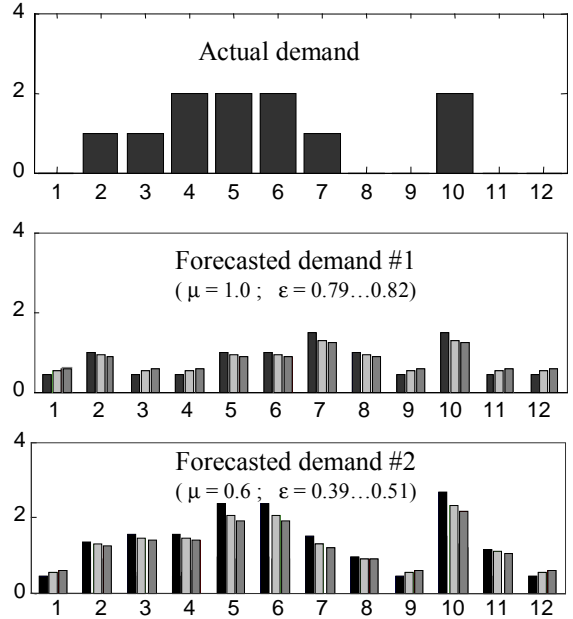 4
Actual demand
2
0
1 2 3 4 5 6 7 8 9 10 11 12
4
Forecasted demand #1
( μ = 1.0 ; ε = 0.79…0.82)
2
0
1 2 3 4 5 6 7 8 9 10 11 12
4
Forecasted demand #2
( μ = 0.6 ; ε = 0.39…0.51)
2
0
1 2 3 4 5 6 7 8 9 10 11 12